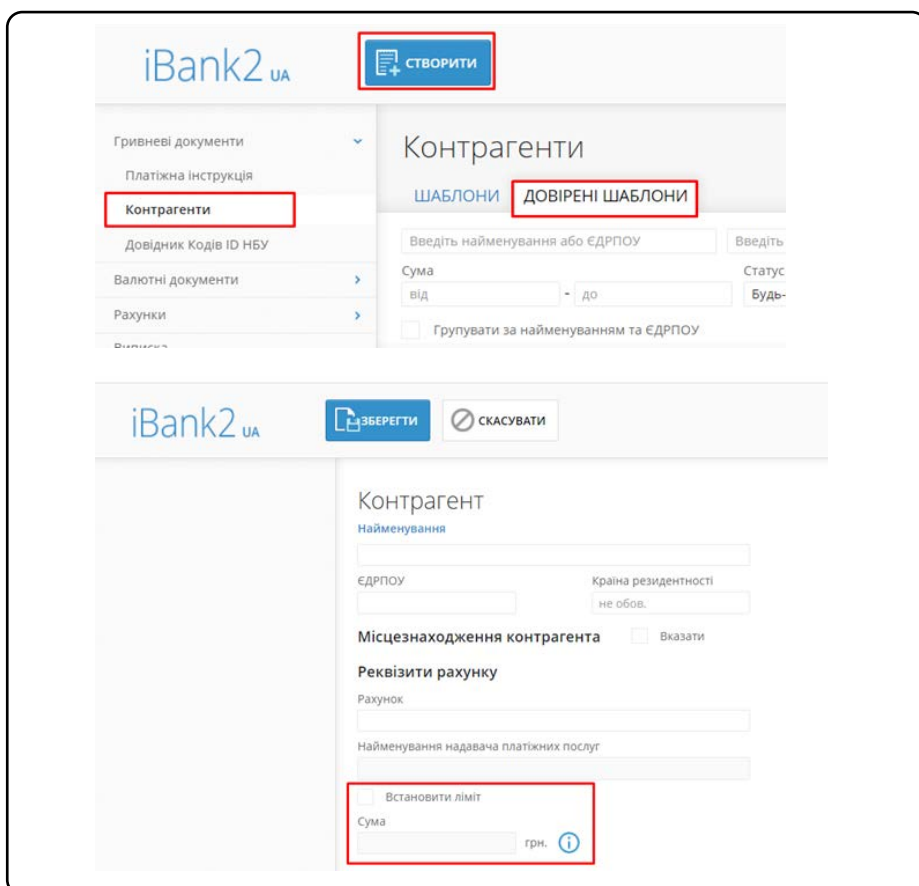 iBank2 UA
СТВОРИТИ
Гривневі документи
Платіжна інструкція
Контрагенти
Довідник Кодів ID НБУ
Валютні документи
Рахунки
Виписка
Контрагенти
ШАБЛОНИ ДОВІРЕНІ ШАБЛОНИ
Введіть найменування або ЄДРПОУ Введіть
Сума Статус
від - до Будь-
Групувати за найменуванням та ЄДРПОУ
iBank2 UA
ЗБЕРЕГТИ СКАСУВАТИ
Контрагент
Найменування
ЄДРПОУ Країна резидентності
не обов.
Місцезнаходження контрагента Вказати
Реквізити рахунку
Рахунок
Найменування надавача платіжних послуг
Встановити ліміт
Сума
грн.